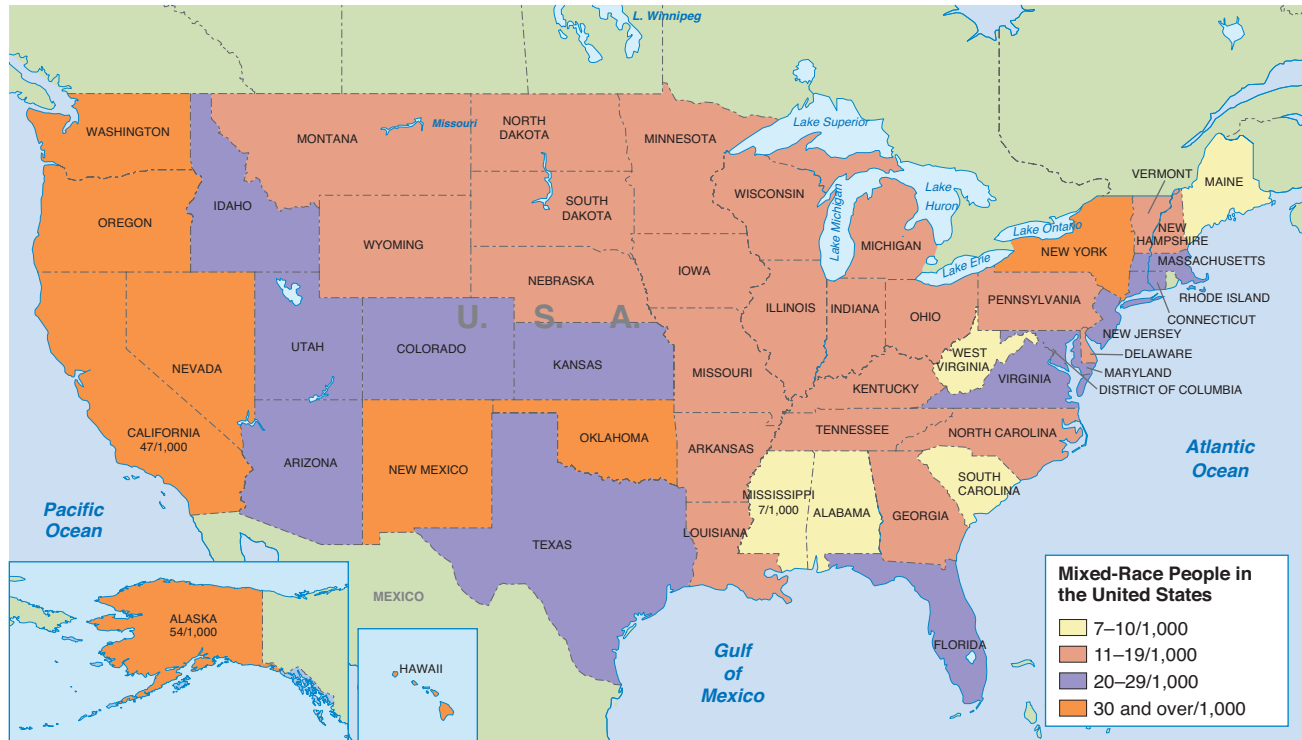 L. Winnipeg
WASHINGTON
MONTANA
Missouri
NORTH
DAKOTA
MINNESOTA
Lake Superior
OREGON
IDAHO
WYOMING
SOUTH
DAKOTA
WISCONSIN
Lake Michigan
Lake
Huron
MICHIGAN
VERMONT
MAINE
Lake Ontario
NEW YORK
NEW
HAMPSHIRE
MASSACHUSETTS
Lake Erie
RHODE ISLAND
CONNECTICUT
NEBRASKA
IOWA
ILLINOIS
INDIANA
OHIO
PENNSYLVANIA
NEW JERSEY
DELAWARE
MARYLAND
DISTRICT OF COLUMBIA
U. S. A.
NEVADA
UTAH
COLORADO
KANSAS
MISSOURI
KENTUCKY
WEST
VIRGINIA
VIRGINIA
CALIFORNIA
47/1,000
ARIZONA
NEW MEXICO
OKLAHOMA
ARKANSAS
TENNESSEE
NORTH CAROLINA
SOUTH
CAROLINA
Atlantic
Ocean
Pacific
Ocean
TEXAS
LOUISIANA
MISSISSIPPI
7/1,000
ALABAMA
GEORGIA
FLORIDA
MEXICO
Gulf
of
Mexico
ALASKA
54/1,000
HAWAII
Mixed-Race People in
the United States
7–10/1,000
11–19/1,000
20–29/1,000
30 and over/1,000